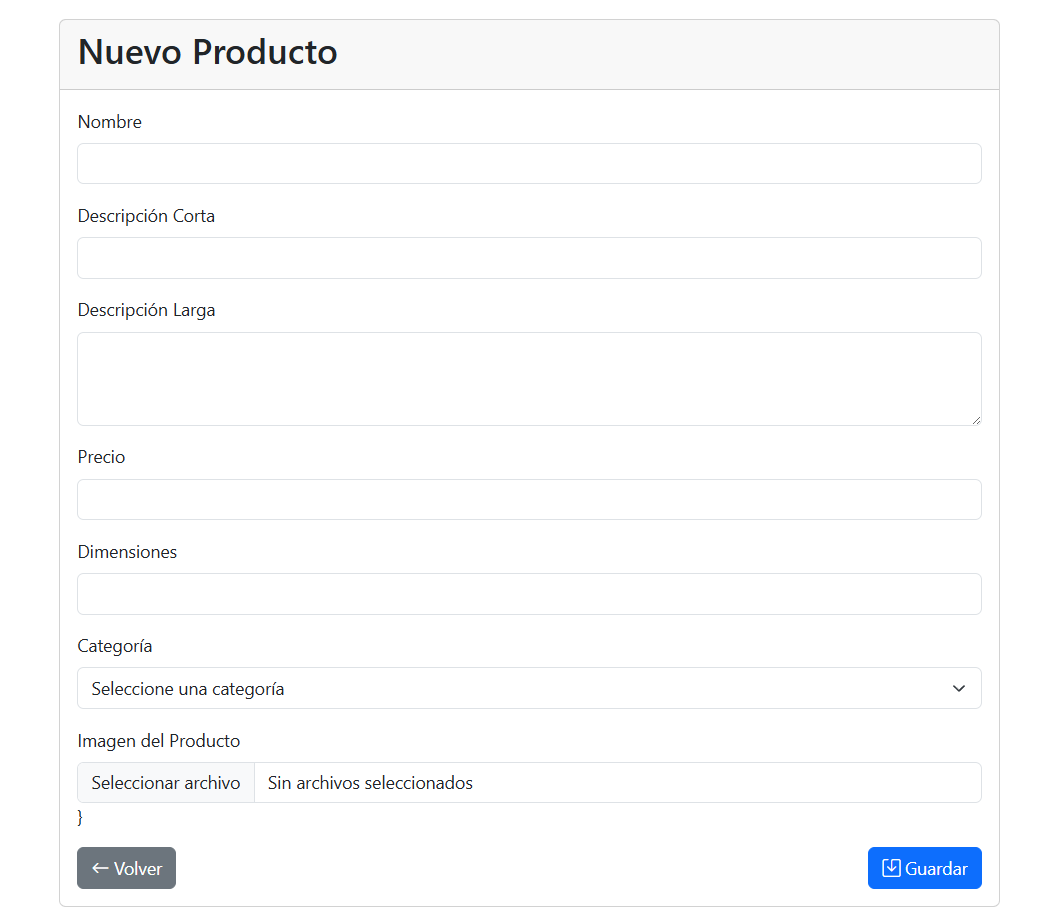 Nuevo Producto
Nombre
Descripción Corta
Descripción Larga
Precio
Dimensiones
Categoría
Seleccione una categoría
Imagen del Producto
Seleccionar archivo Sin archivos seleccionados
}
← Volver Guardar